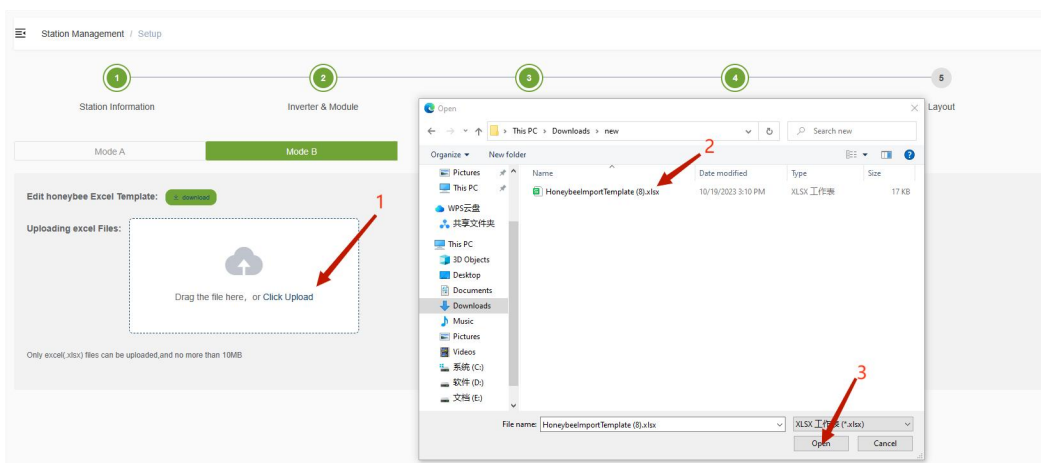 Station Management / Setup
1
2
3
4
5
Station Information
Inverter & Module
Layout
Mode A
Mode B
Edit honeybee Excel Template:
download
Uploading excel Files:
1
Drag the file here, or Click Upload
Only excel(.xlsx) files can be uploaded,and no more than 10MB
Open
This PC > Downloads > new
Search new
Organize
New folder
2
Name
Date modified
Type
Size
HoneybeeImportTemplate (8).xlsx
10/19/2023 3:10 PM
XLSX 工作表
17 KB
Pictures
This PC
WPS云盘
共享文件夹
This PC
3D Objects
Desktop
Documents
Downloads
Music
Pictures
Videos
系统 (C:)
软件 (D:)
文档 (E:)
3
File name:
HoneybeeImportTemplate (8).xlsx
XLSX 工作表 (*.xlsx)
Open
Cancel